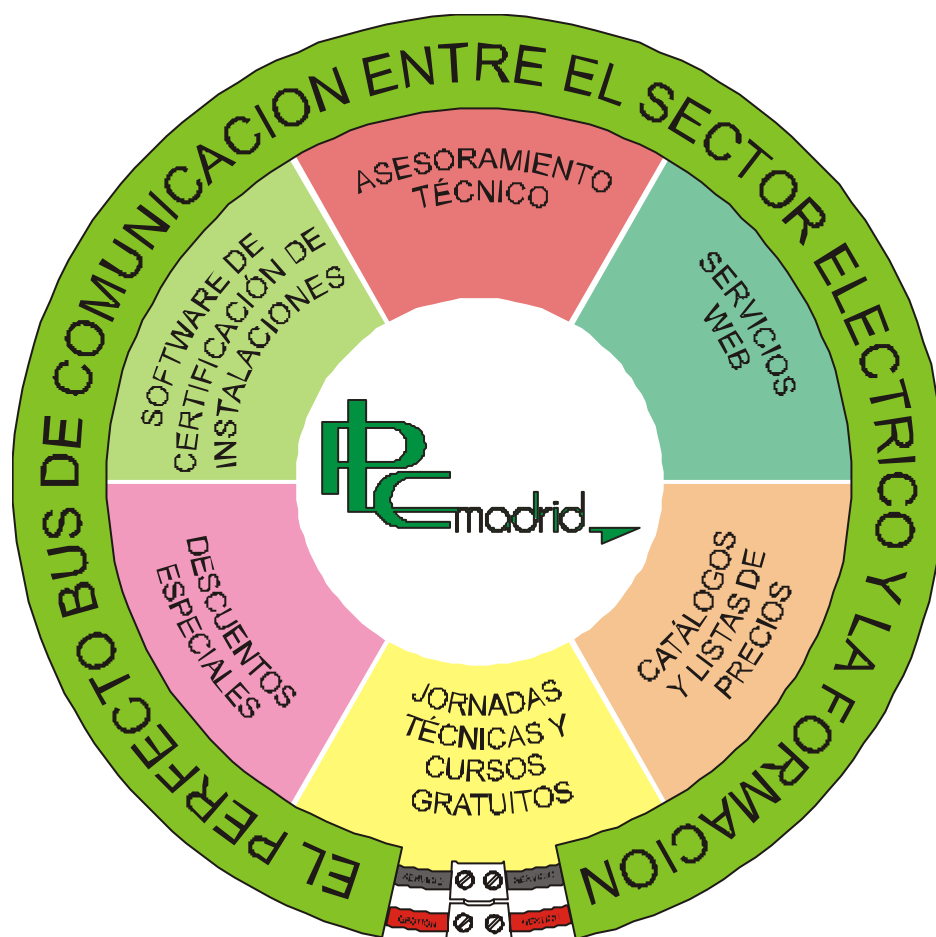 EL PERFECTO BUS DE COMUNICACION ENTRE EL SECTOR ELECTRICO Y LA FORMACION
ASESORAMIENTO
TÉCNICO
SERVICIOS
WEB
CATÁLOGOS
Y LISTAS DE
PRECIOS
JORNADAS
TÉCNICAS Y
CURSOS
GRATUITOS
DESCUENTOS
ESPECIALES
SOFTWARE DE
CERTIFICACIÓN DE
INSTALACIONES
PLC madrid